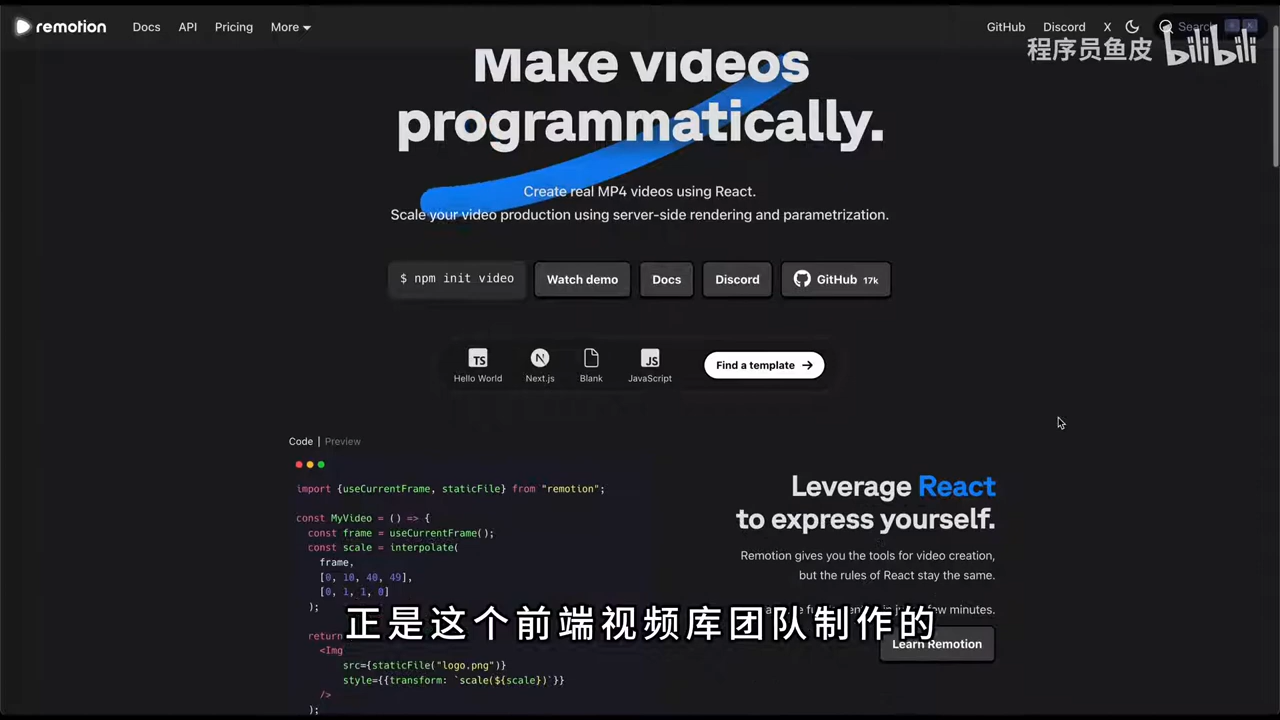 remotion Docs API Pricing More GitHub Discord X Search
程序员鱼皮 bilibili
Make videos
programmatically.
Create real MP4 videos using React.
Scale your video production using server-side rendering and parametrization.
$ npm init video Watch demo Docs Discord GitHub 17k
TS N JS
Hello World Next.js Blank JavaScript Find a template →
Code | Preview
import {useCurrentFrame, staticFile} from "remotion";
const MyVideo = () => {
const frame = useCurrentFrame();
const scale = interpolate(
frame,
[0, 10, 40, 49],
[0, 1, 1, 0]
);
return
<Img
src={staticFile("logo.png")}
style={{transform: `scale(${scale})`}}
/>
);
Leverage React
to express yourself.
Remotion gives you the tools for video creation,
but the rules of React stay the same.
few minutes.
Learn Remotion
正是这个前端视频库团队制作的